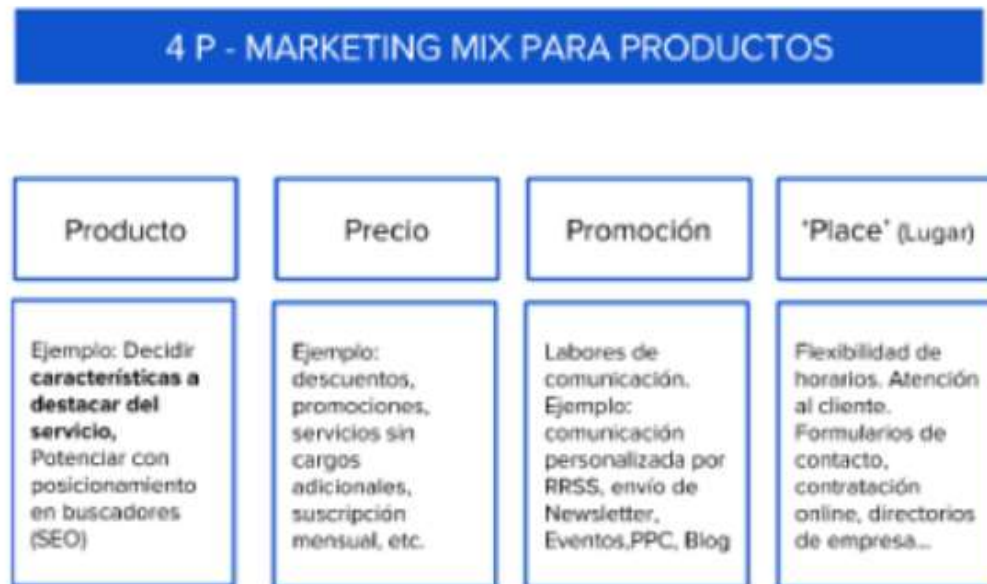 4 P - MARKETING MIX PARA PRODUCTOS
Producto
Ejemplo: Decidir
características a
destacar del
servicio,
Potenciar con
posicionamiento
en buscadores
(SEO)
Precio
Ejemplo:
descuentos,
promociones,
servicios sin
cargos
adicionales,
suscripción
mensual, etc.
Promoción
Labores de
comunicación.
Ejemplo:
comunicación
personalizada por
RRSS, envío de
Newsletter,
Eventos,PPC, Blog
"Place" (Lugar)
Flexibilidad de
horarios. Atención
al cliente.
Formularios de
contacto,
contratación
online, directorios
de empresa...